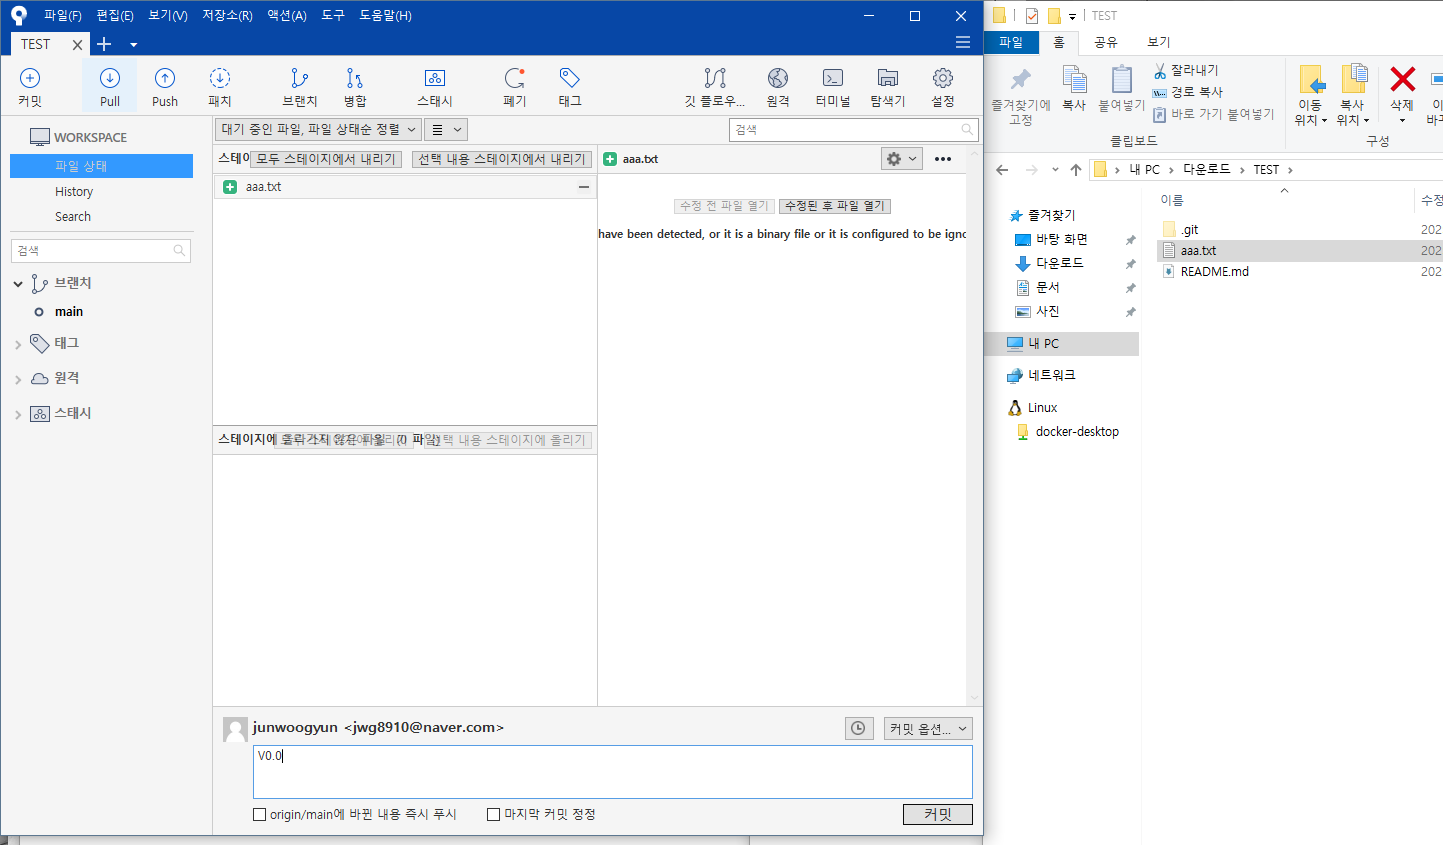 파일(F) 편집(E) 보기(V) 저장소(R) 액션(A) 도구 도움말(H)
TEST
커밋 Pull Push 패치 브랜치 병합 스태시 폐기 태그 깃 플로우... 원격 터미널 탐색기 설정
WORKSPACE
파일 상태
History
Search
검색
브랜치
main
태그
원격
스태시
대기 중인 파일, 파일 상태순 정렬
검색
스테이 모두 스테이지에서 내리기 선택 내용 스테이지에서 내리기
aaa.txt
aaa.txt
수정 전 파일 열기 수정된 후 파일 열기
have been detected, or it is a binary file or it is configured to be igno
스테이지에 올라가지 않은 파일 선택 내용 스테이지에 올리기
junwoogyun <jwg8910@naver.com>
커밋 옵션...
V0.0
origin/main에 바뀐 내용 즉시 푸시 마지막 커밋 정정
커밋
TEST
파일 홈 공유 보기
즐겨찾기에 고정
복사
붙여넣기
잘라내기
경로 복사
바로 가기 붙여넣기
클립보드
이동 위치
복사 위치
삭제
이
바꾸
구성
내 PC 다운로드 TEST
즐겨찾기
바탕 화면
다운로드
문서
사진
내 PC
네트워크
Linux
docker-desktop
이름 수정
.git 202
aaa.txt 202
README.md 202